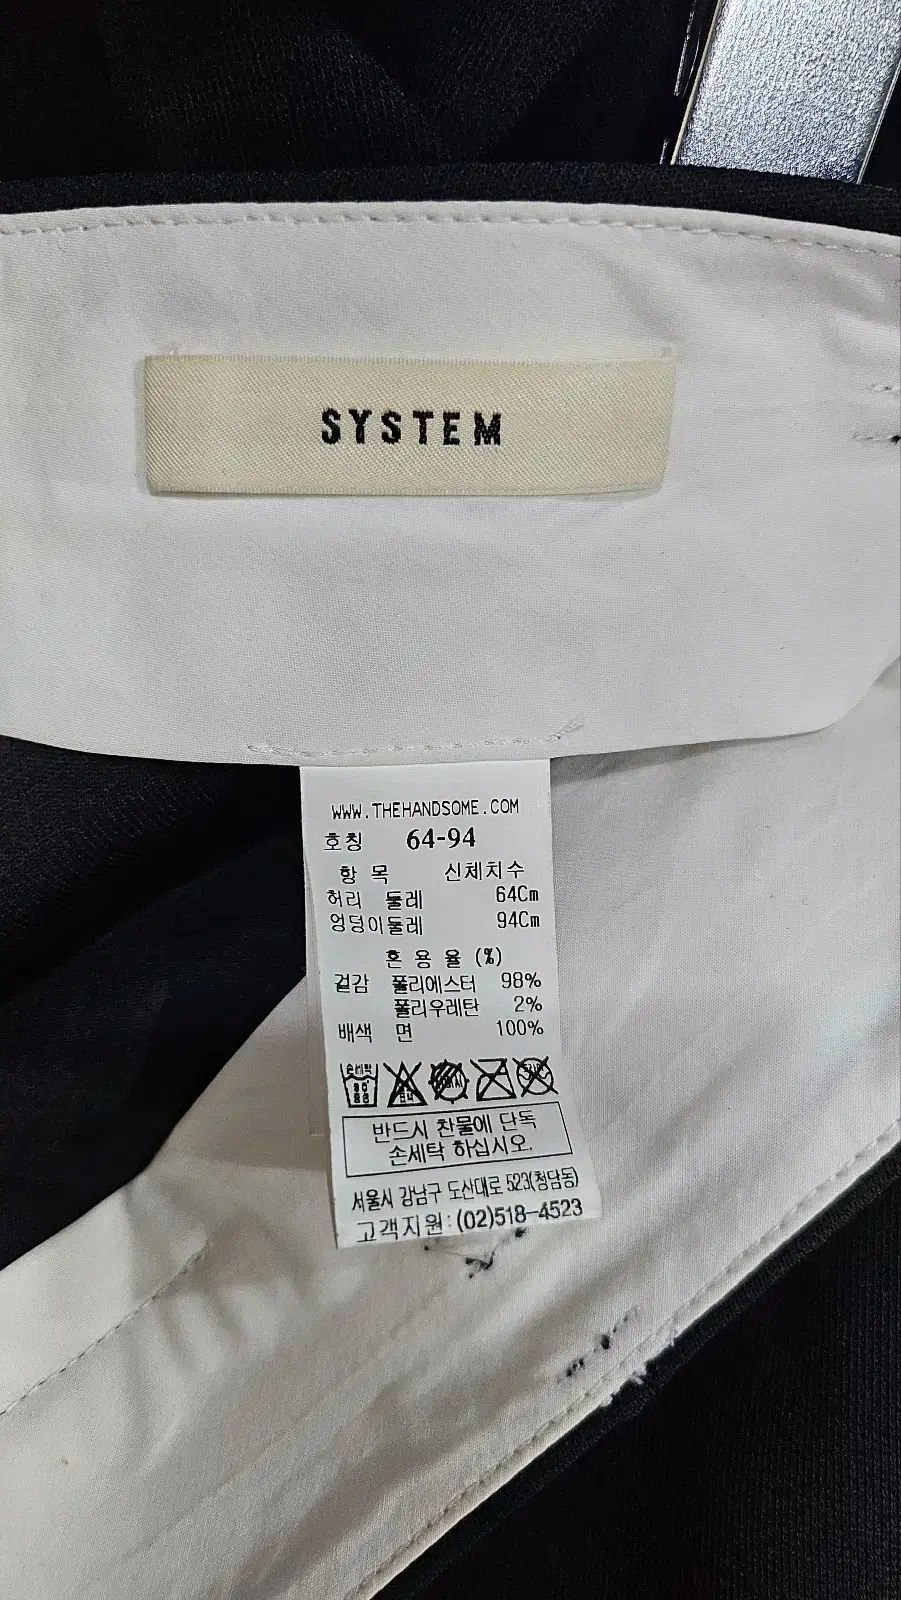 SYSTEM
WWW.THEHANDSOME.COM
호칭 64-94
항 목 신체치수
허리 둘레 64Cm
엉덩이둘레 94Cm
혼 용 율 (%)
겉감 폴리에스터 98%
폴리우레탄 2%
배색 면 100%
손세탁
반드시 찬물에 단독
손세탁 하십시오.
서울시 강남구 도산대로 523(청담동)
고객지원: (02)518-4523